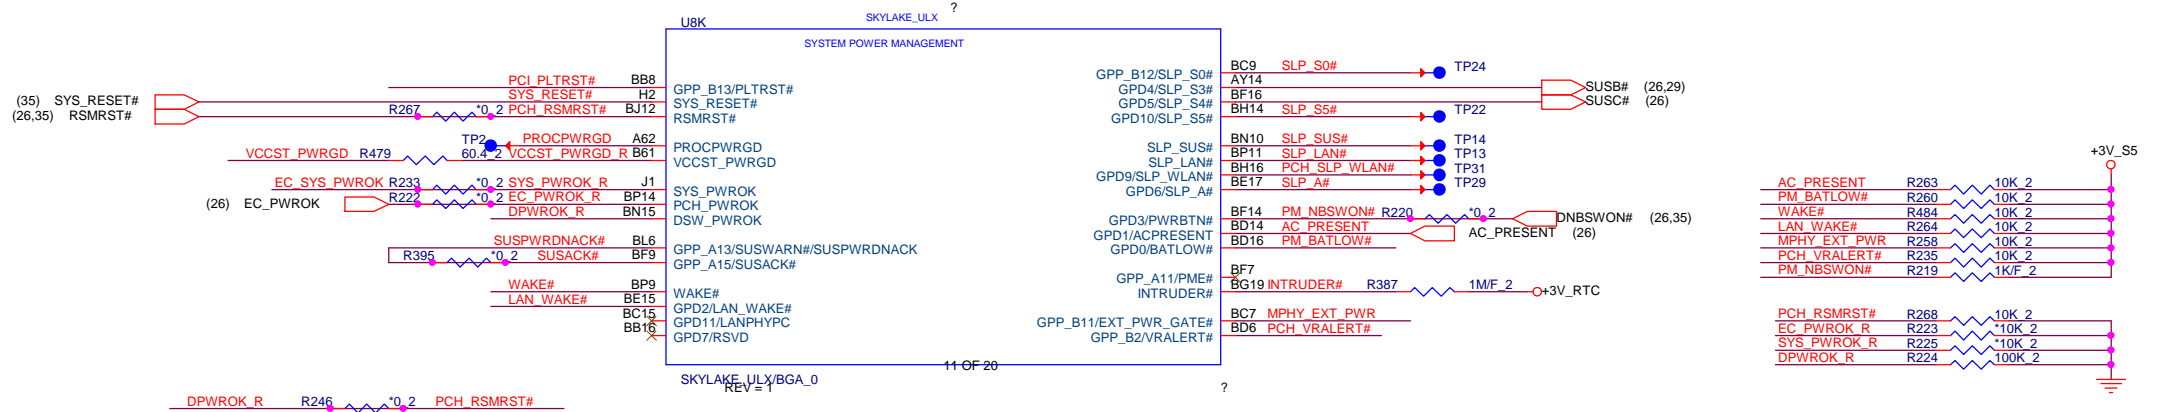 ?
U8K SKYLAKE_ULX
SYSTEM POWER MANAGEMENT
PCI_PLTRST# BB8 GPP_B13/PLTRST#
(35) SYS_RESET# SYS_RESET# H2 SYS_RESET#
(26,35) RSMRST# R267 *0_2 PCH_RSMRST# BJ12 RSMRST#
TP2 PROCPWRGD A62 PROCPWRGD
VCCST_PWRGD R479 60.4_2 VCCST_PWRGD_R B61 VCCST_PWRGD
EC_SYS_PWROK R233 *0_2 SYS_PWROK_R J1 SYS_PWROK
(26) EC_PWROK R222 *0_2 EC_PWROK_R BP14 PCH_PWROK
DPWROK_R BN15 DSW_PWROK
SUSPWRDNACK# BL6 GPP_A13/SUSWARN#/SUSPWRDNACK
R395 *0_2 SUSACK# BF9 GPP_A15/SUSACK#
WAKE# BP9 WAKE#
LAN_WAKE# BE15 GPD2/LAN_WAKE#
BC15 GPD11/LANPHYPC
BB16 GPD7/RSVD
GPP_B12/SLP_S0# BC9 SLP_S0# TP24
GPD4/SLP_S3# AY14 SUSB# (26,29)
GPD5/SLP_S4# BF16 SUSC# (26)
GPD10/SLP_S5# BH14 SLP_S5# TP22
SLP_SUS# BN10 SLP_SUS# TP14
SLP_LAN# BP11 SLP_LAN# TP13
GPD9/SLP_WLAN# BH16 PCH_SLP_WLAN# TP31
GPD6/SLP_A# BE17 SLP_A# TP29
GPD3/PWRBTN# BF14 PM_NBSWON# R220 *0_2 DNBSWON# (26,35)
GPD1/ACPRESENT BD14 AC_PRESENT AC_PRESENT (26)
GPD0/BATLOW# BD16 PM_BATLOW#
GPP_A11/PME# BF7
INTRUDER# BG19 INTRUDER# R387 1M/F_2 +3V_RTC
GPP_B11/EXT_PWR_GATE# BC7 MPHY_EXT_PWR
GPP_B2/VRALERT# BD6 PCH_VRALERT#
11 OF 20
SKYLAKE_ULX/BGA_0
REV = 1
?
DPWROK_R R246 *0_2 PCH_RSMRST#
+3V_S5
AC_PRESENT R263 10K_2
PM_BATLOW# R260 10K_2
WAKE# R484 10K_2
LAN_WAKE# R264 10K_2
MPHY_EXT_PWR R258 10K_2
PCH_VRALERT# R235 10K_2
PM_NBSWON# R219 1K/F_2
PCH_RSMRST# R268 10K_2
EC_PWROK_R R223 *10K_2
SYS_PWROK_R R225 *10K_2
DPWROK_R R224 100K_2